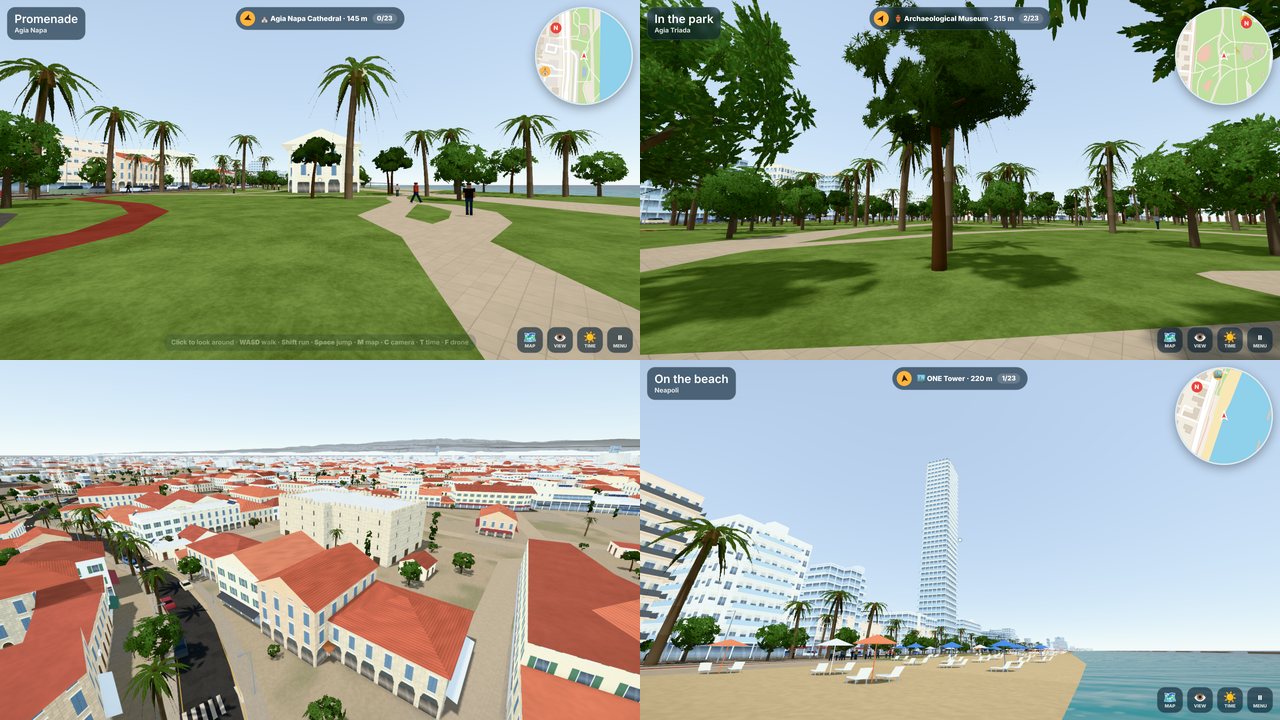 Promenade
Agia Napa
Agia Napa Cathedral · 145 m 0/23
N
Click to look around · WASD walk · Shift run · Space jump · M map · C camera · T time · F drone
MAP
VIEW
TIME
MENU
In the park
Agia Triada
Archaeological Museum · 215 m 2/23
N
MAP
VIEW
TIME
MENU
On the beach
Neapoli
ONE Tower · 220 m 1/23
N
MAP
VIEW
TIME
MENU